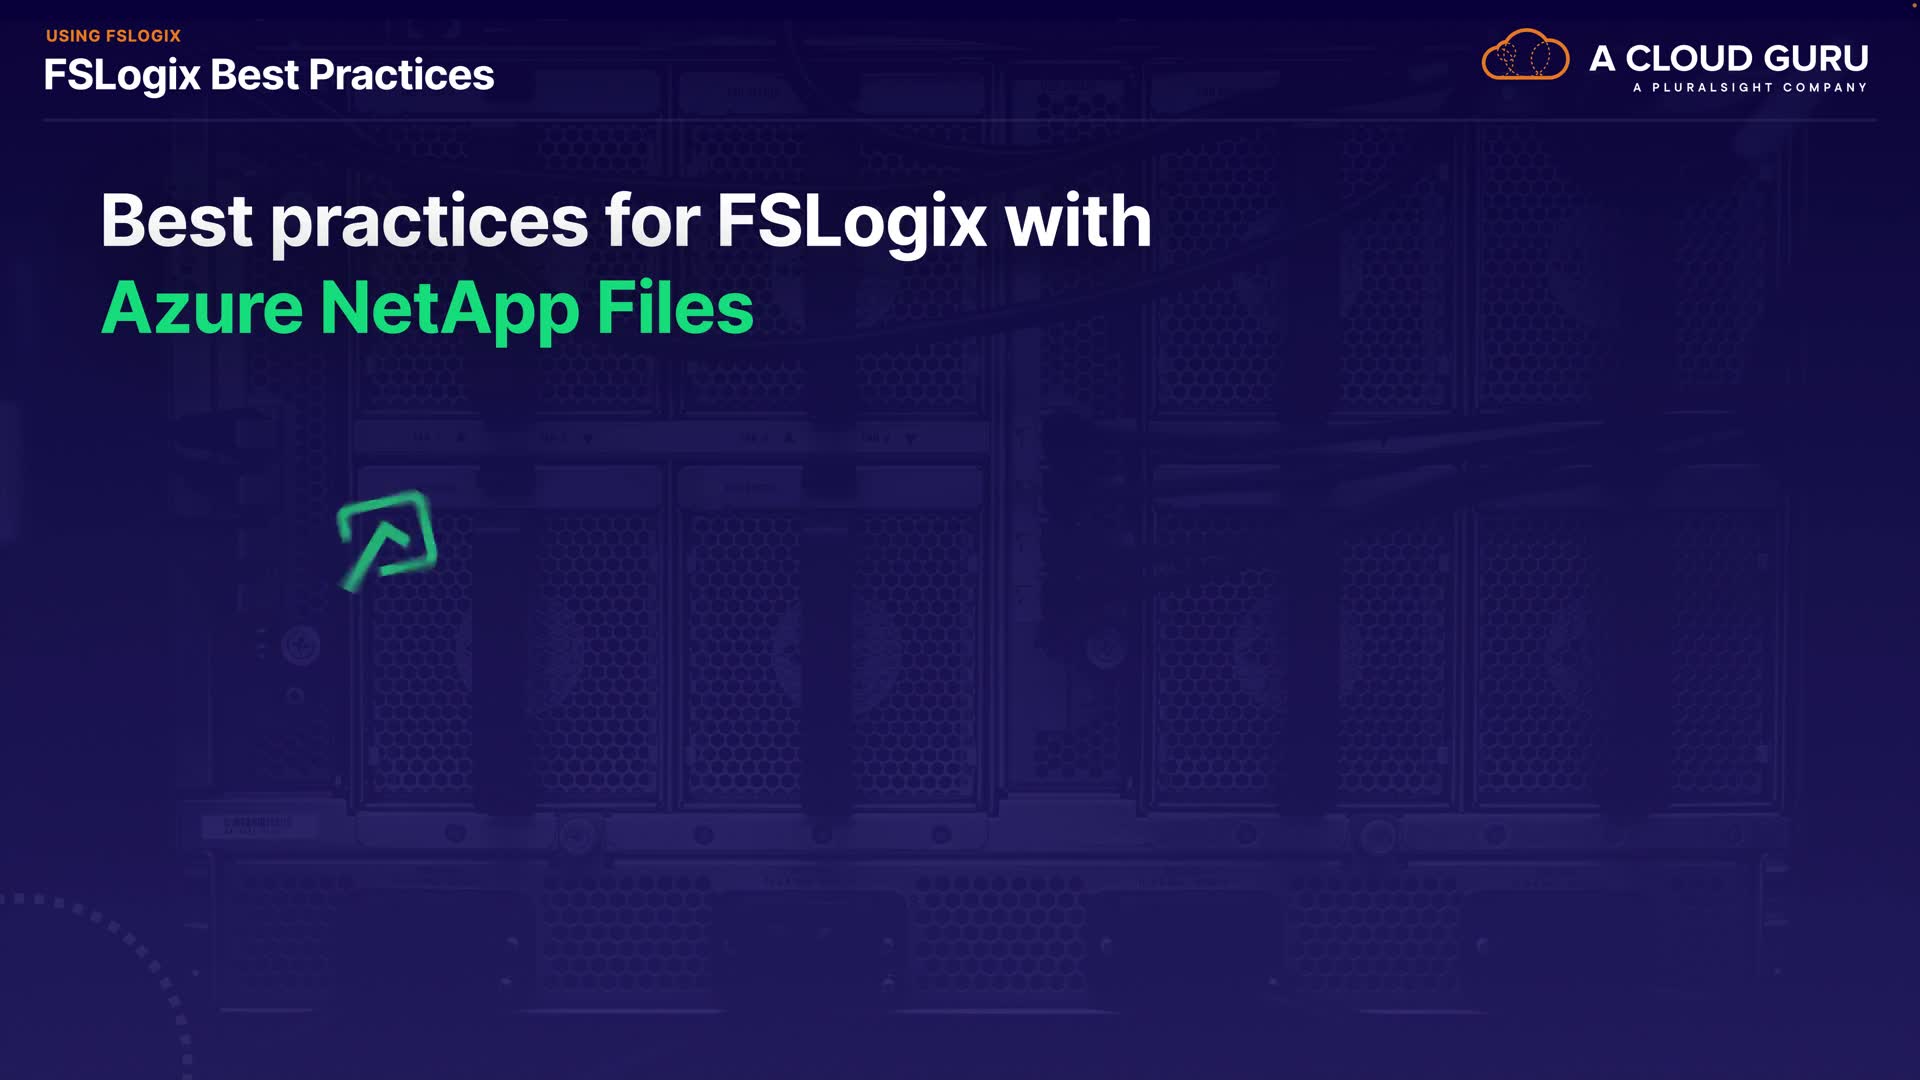 USING FSLOGIX
FSLogix Best Practices
A CLOUD GURU
A PLURALSIGHT COMPANY
Best practices for FSLogix with
Azure NetApp Files